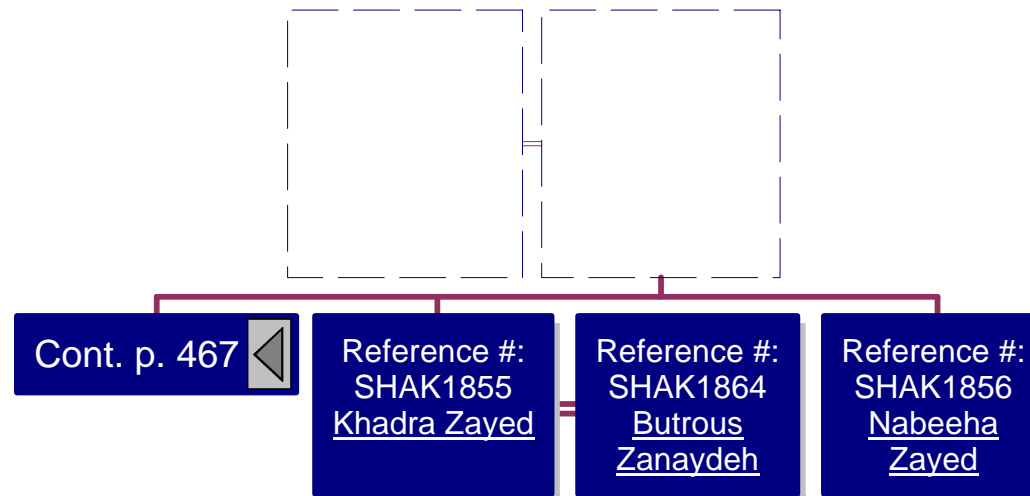 Cont. p. 467
Reference #:
SHAK1855
Khadra Zayed
Reference #:
SHAK1864
Butrous
Zanaydeh
Reference #:
SHAK1856
Nabeeha
Zayed